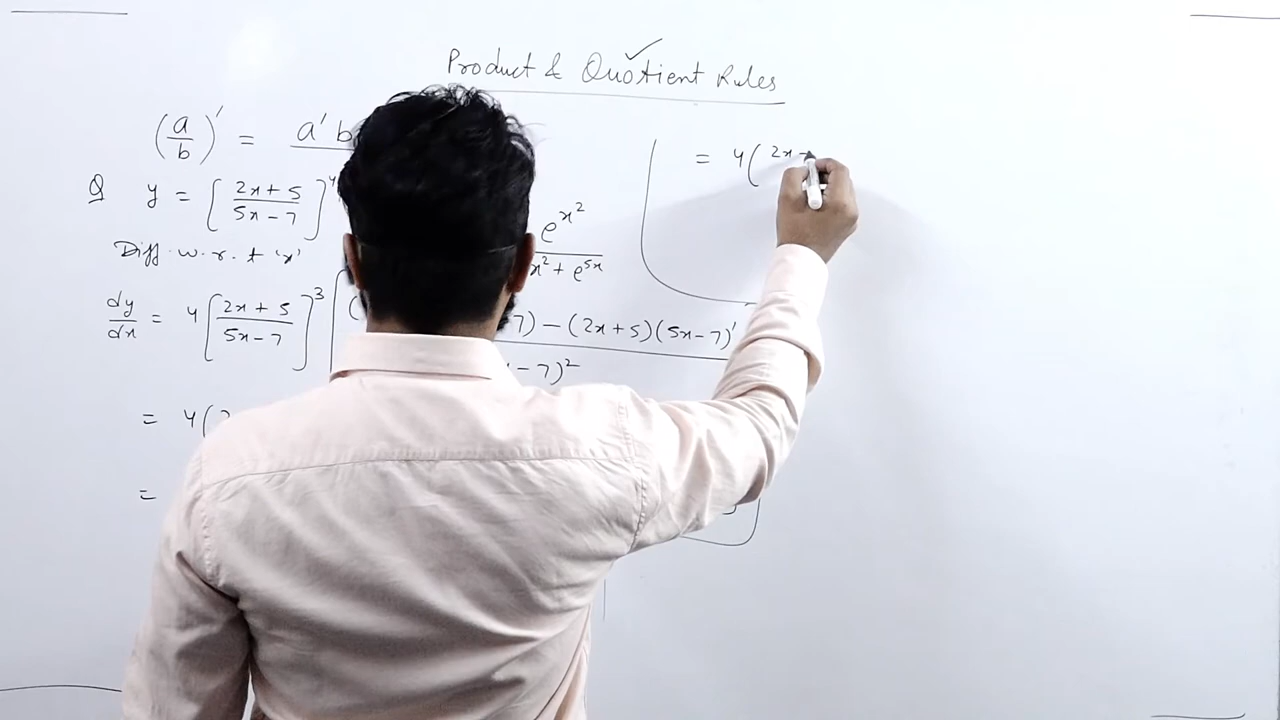 Product & Quotient Rules
(a/b)' = a' b
Q y = [2x+5 / 5x-7]^4
e^x² / x² + e^5x
Diff. w.r.t 'x'
dy/dx = 4 [2x+5 / 5x-7]^3 [( 7) - (2x+5)(5x-7)' / - 7)²
= 4(2
=
= 4(2x